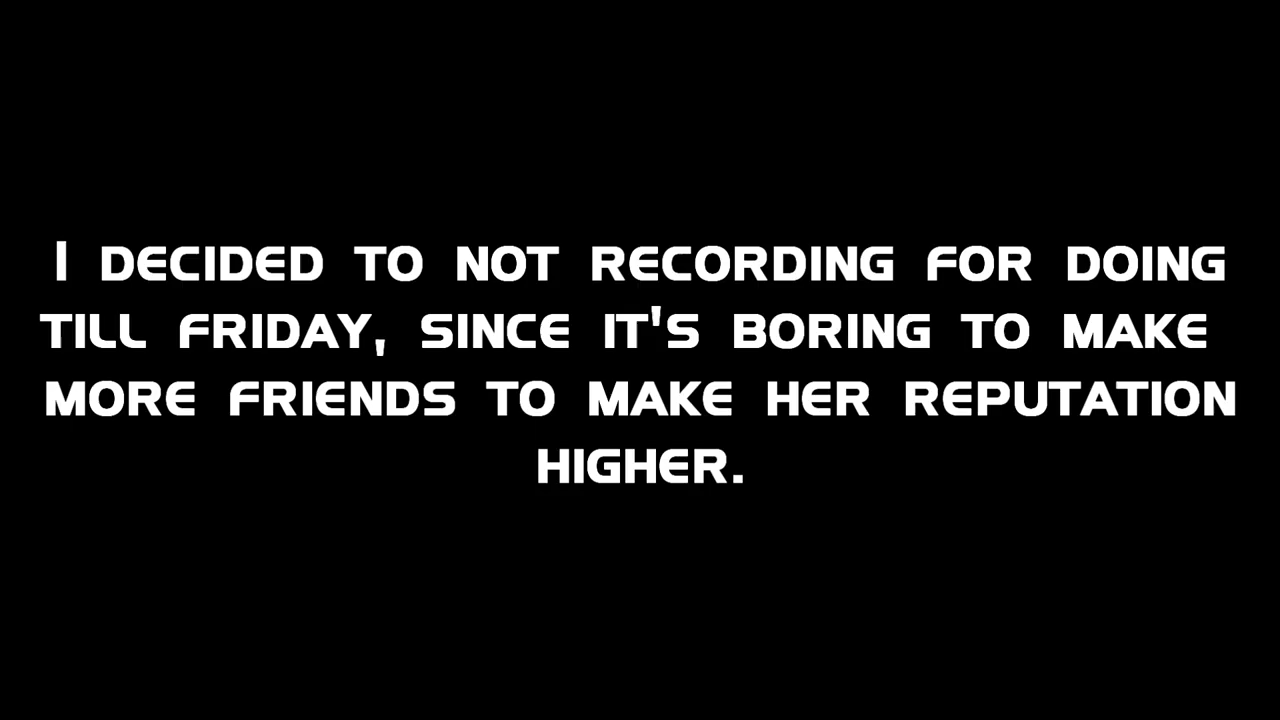 I DECIDED TO NOT RECORDING FOR DOING
TILL FRIDAY, SINCE IT'S BORING TO MAKE
MORE FRIENDS TO MAKE HER REPUTATION
HIGHER.